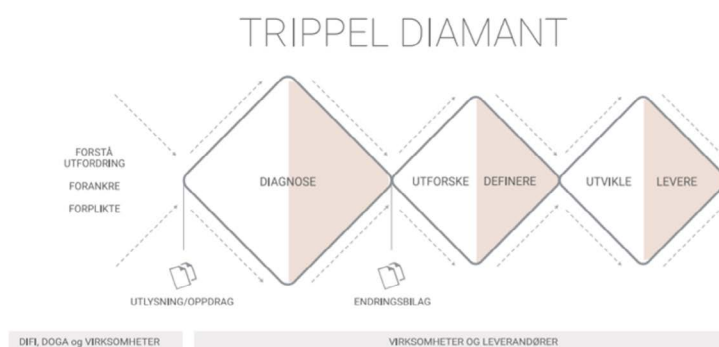 TRIPPEL DIAMANT
FORSTÅ
UTFORDRING
FORANKRE
FORPLIKTE
DIAGNOSE
UTFORSKE
DEFINERE
UTVIKLE
LEVERE
UTLYSNING/OPPDRAG
ENDRINGSBILAG
DIFI, DOGA og VIRKSOMHETER
VIRKSOMHETER OG LEVERANDØRER